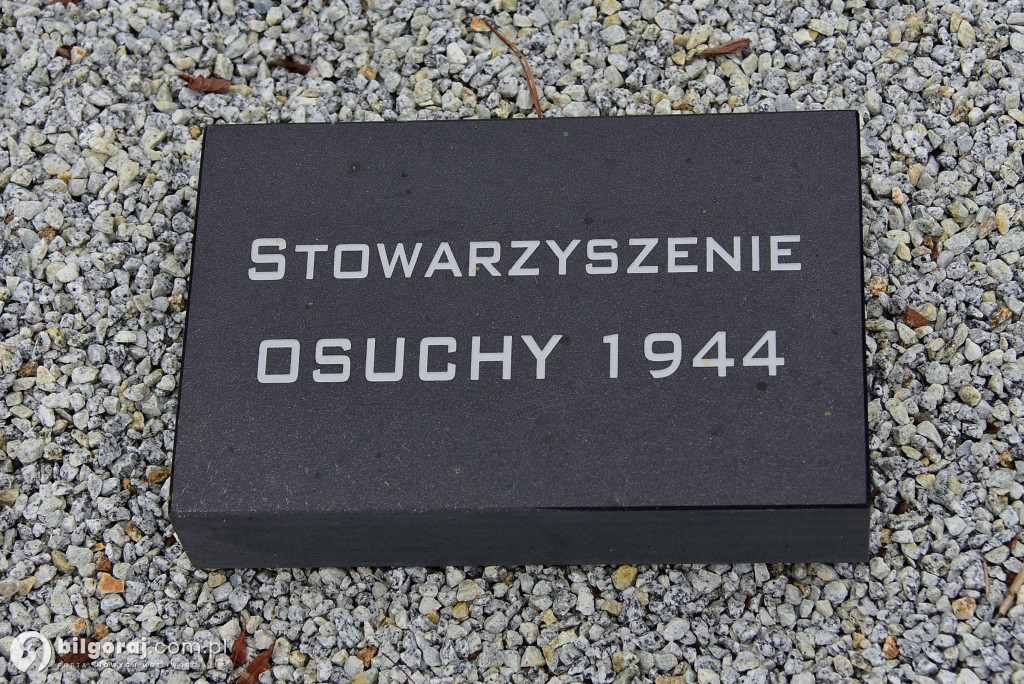 STOWARZYSZENIE
OSUCHY 1944
bilgoraj.com.pl